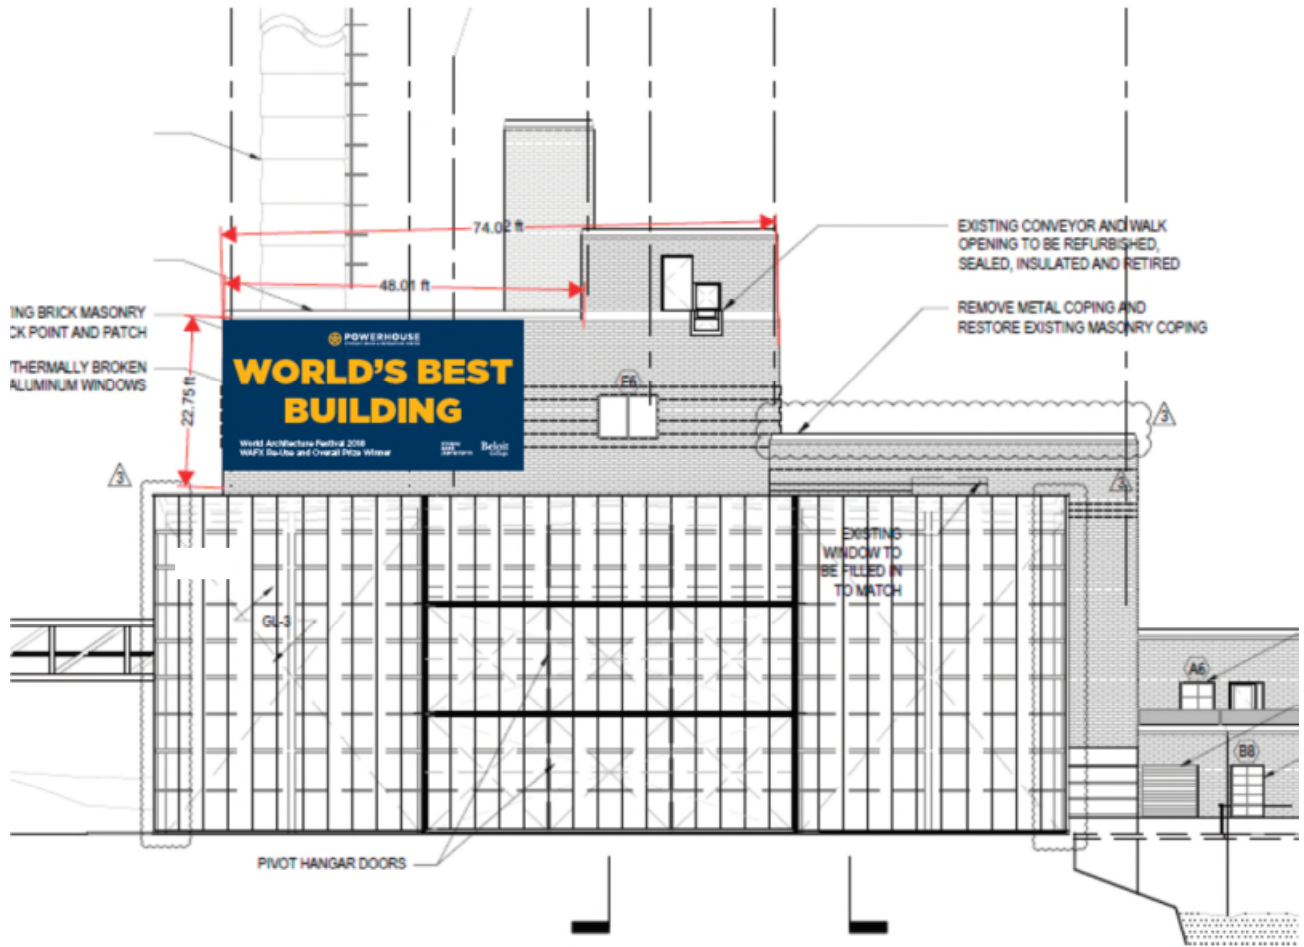 74.02 ft
48.01 ft
22.75 ft
EXISTING CONVEYOR AND WALK
OPENING TO BE REFURBISHED,
SEALED, INSULATED AND RETIRED
REMOVE METAL COPING AND
RESTORE EXISTING MASONRY COPING
ING BRICK MASONRY
CK POINT AND PATCH
THERMALLY BROKEN
ALUMINUM WINDOWS
POWERHOUSE
WORLD'S BEST
BUILDING
World Architecture Festival 2018
WAFX Re-Use and Overall Prize Winner
Beloit
College
E6
3
3
3
EXISTING
WINDOW TO
BE FILLED IN
TO MATCH
GL-3
A6
B8
PIVOT HANGAR DOORS